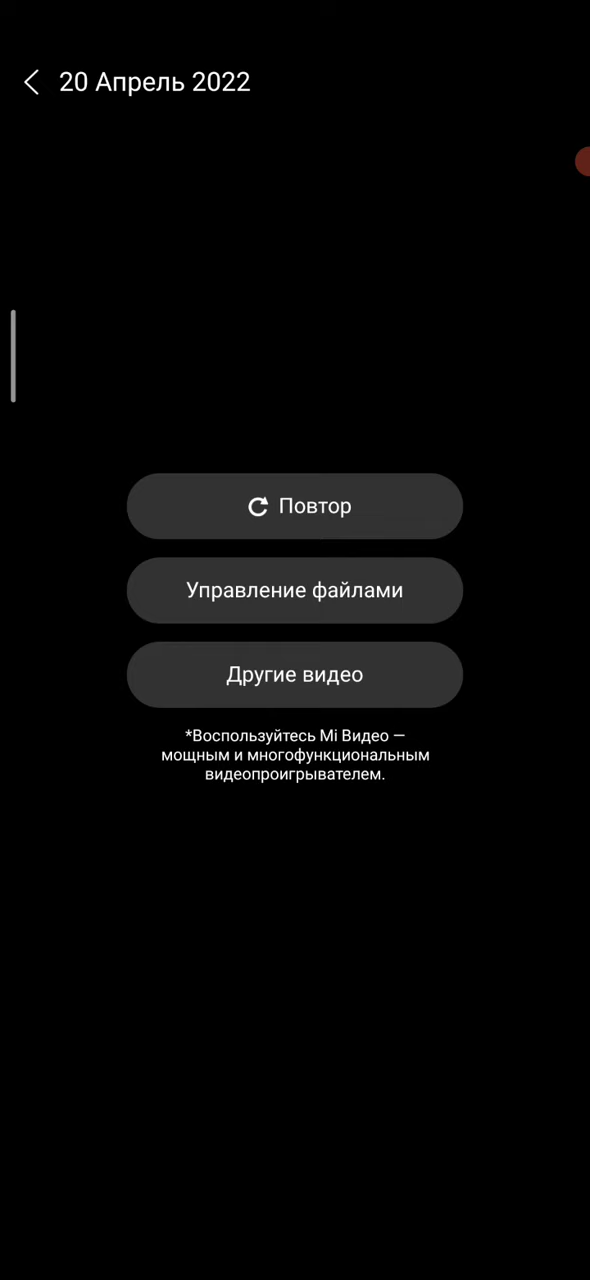 20 Апрель 2022
Повтор
Управление файлами
Другие видео
*Воспользуйтесь Mi Видео —
мощным и многофункциональным
видеопроигрывателем.